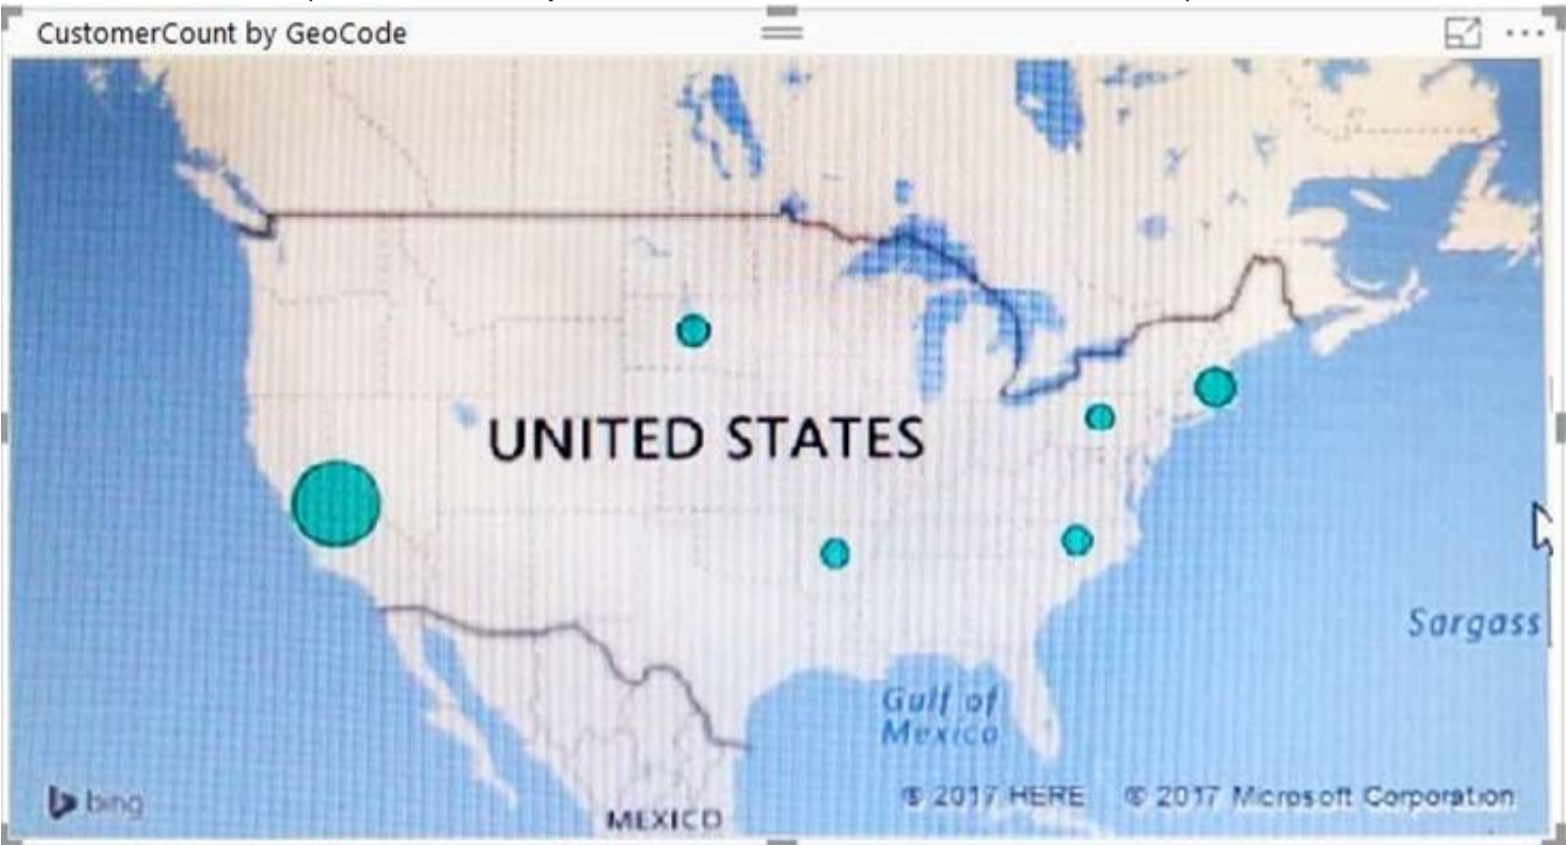 CustomerCount by GeoCode
UNITED STATES
Sargass
Gulf of
Mexico
bing
© 2017 HERE © 2017 Microsoft Corporation
MEXICO